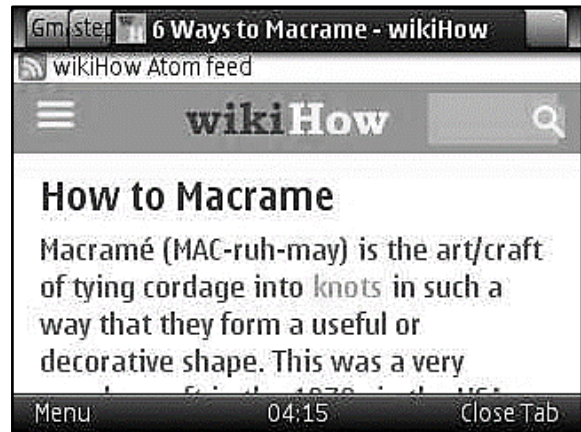 Gm
step
6 Ways to Macrame - wikiHow
wikiHow Atom feed
wikiHow
How to Macrame
Macramé (MAC-ruh-may) is the art/craft
of tying cordage into knots in such a
way that they form a useful or
decorative shape. This was a very
Menu 04:15 Close Tab